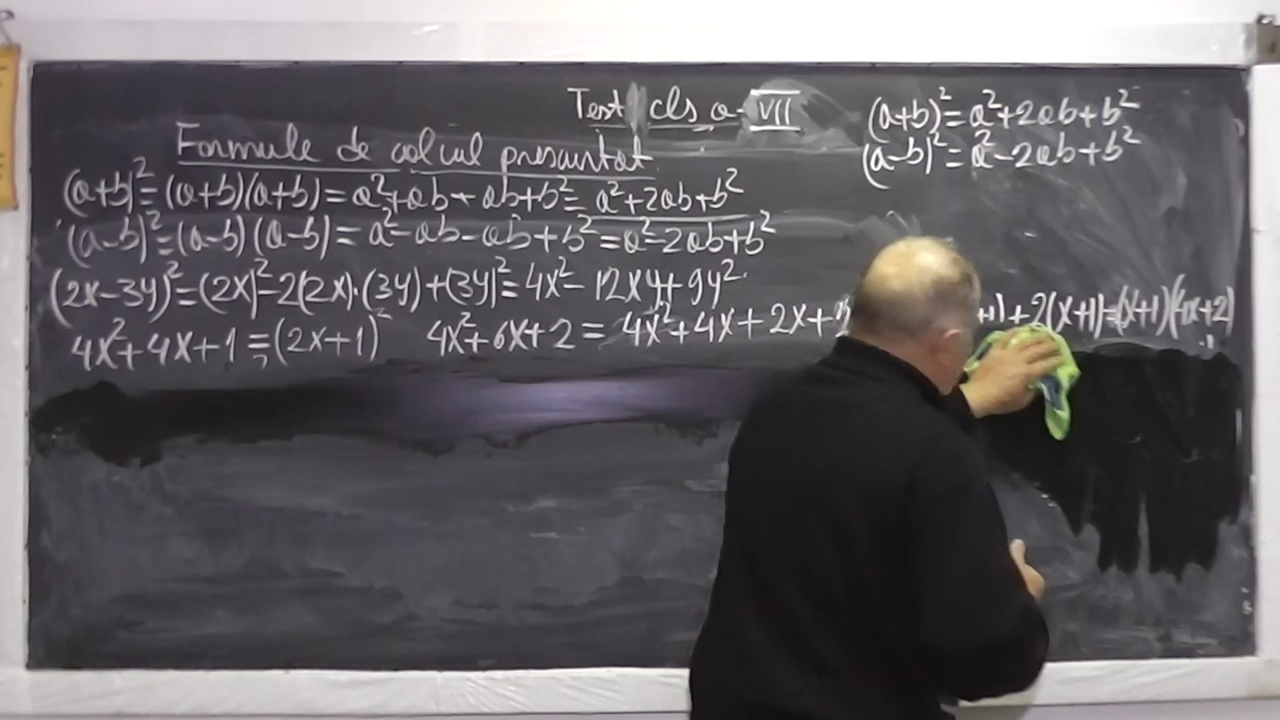 Test cls a-VII
(a+b)²=a²+2ab+b²
(a-b)²=a²-2ab+b²
Formule de calcul prescurtat
(a+b)²=(a+b)(a+b)=a²+ab+ab+b²=a²+2ab+b²
(a-b)²=(a-b)(a-b)=a²-ab-ab+b²=a²-2ab+b²
(2x-3y)²=(2x)²-2(2x)·(3y)+(3y)²=4x²-12xy+9y²
4x²+4x+1=(2x+1)² 4x²+6x+2=4x²+4x+2x+ +1)+2(x+1)=(x+1)(4x+2)